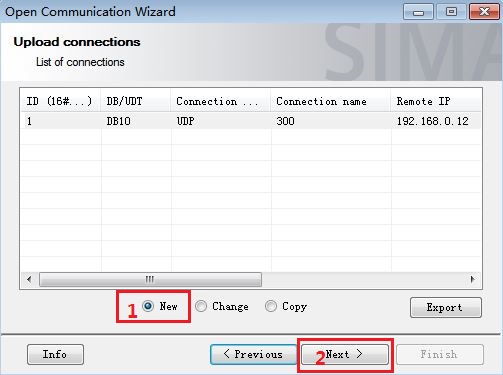 Open Communication Wizard
Upload connections
List of connections
SIMA
ID (16#...) DB/UDT Connection ... Connection name Remote IP
1 DB10 UDP 300 192.168.0.12
1 New Change Copy Export
Info < Previous 2 Next > Finish